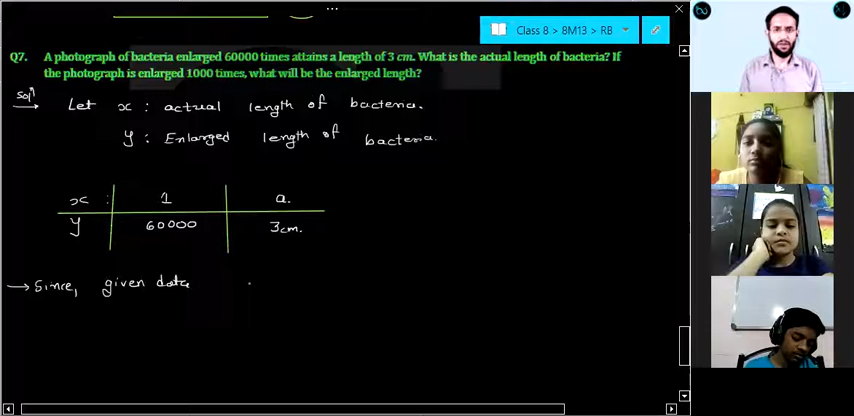 Class 8 > 8M13 > RB
Q7. A photograph of bacteria enlarged 60000 times attains a length of 3 cm. What is the actual length of bacteria? If
the photograph is enlarged 1000 times, what will be the enlarged length?
Solⁿ
Let x : actual length of bacteria.
y : Enlarged length of bacteria.
x : 1 a.
y 60000 3cm.
→ Since, given data